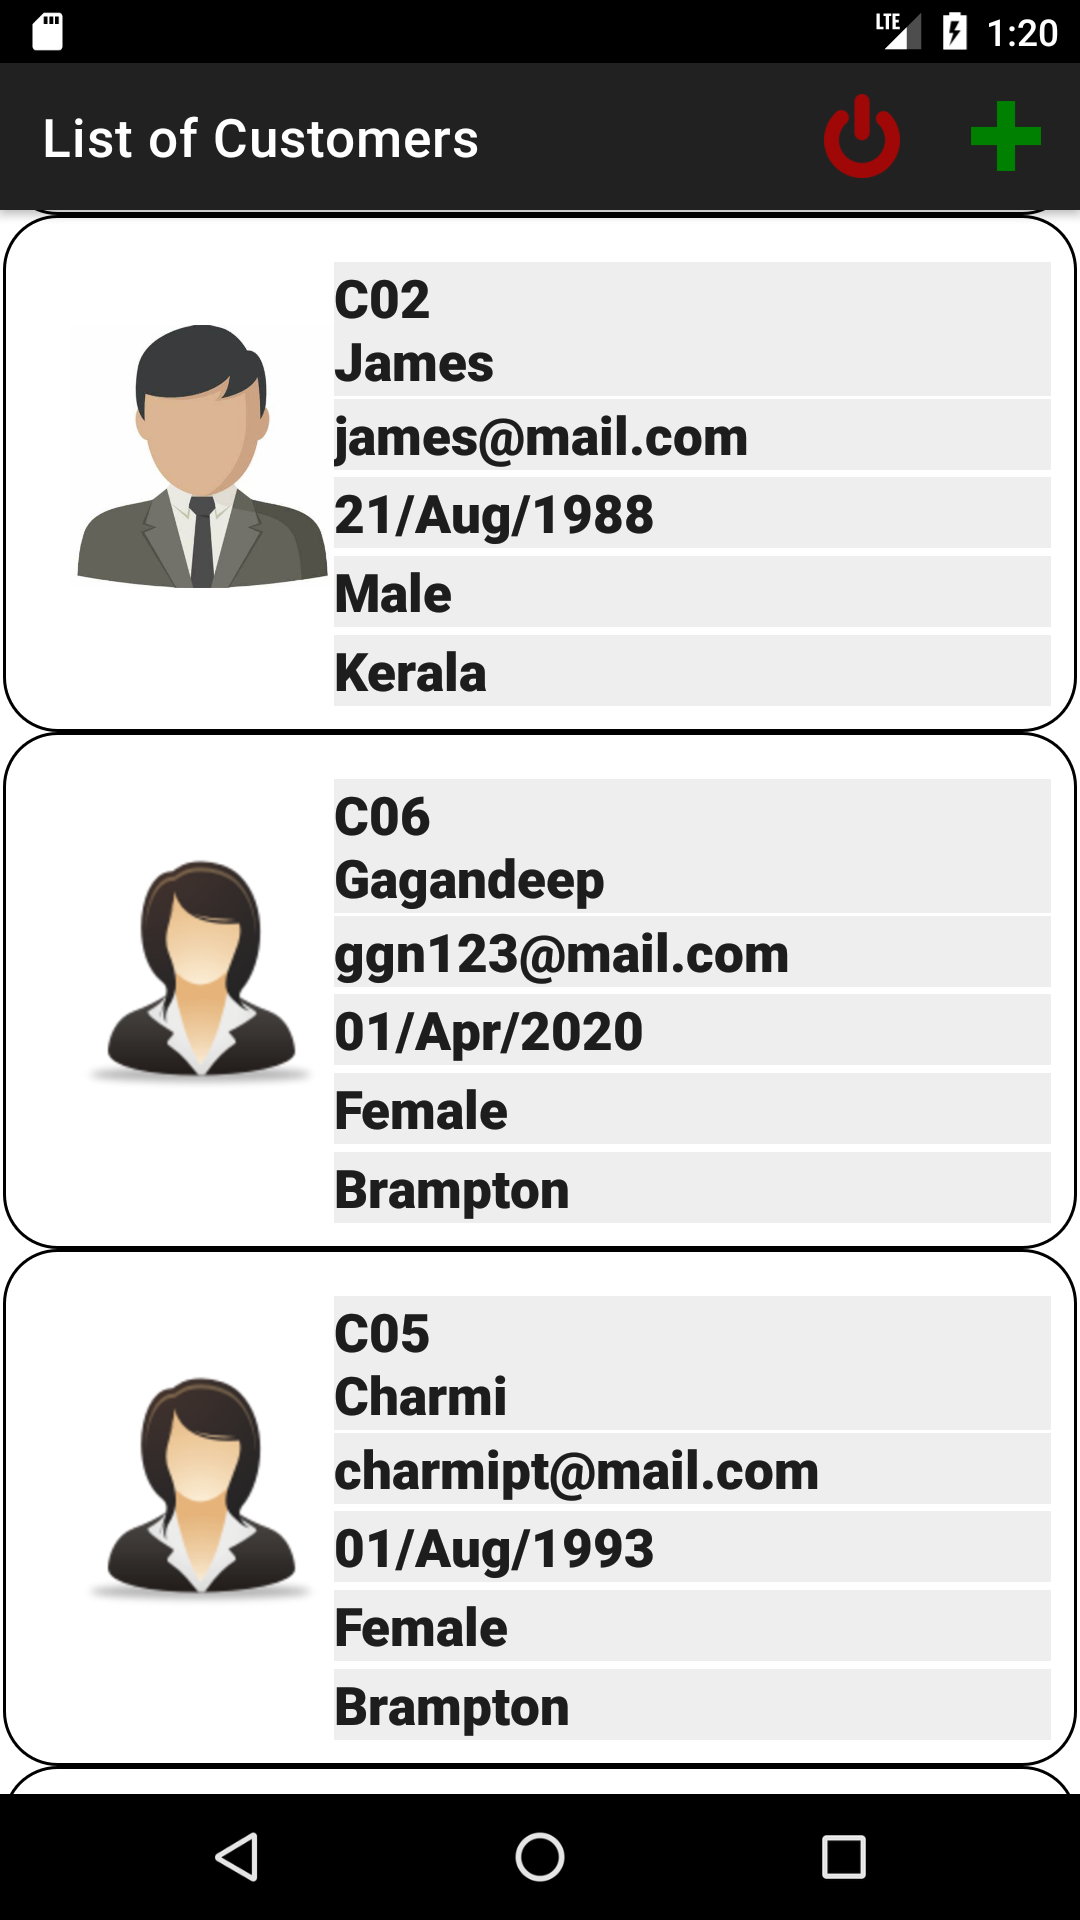 LTE 1:20
List of Customers
C02
James
james@mail.com
21/Aug/1988
Male
Kerala
C06
Gagandeep
ggn123@mail.com
01/Apr/2020
Female
Brampton
C05
Charmi
charmipt@mail.com
01/Aug/1993
Female
Brampton